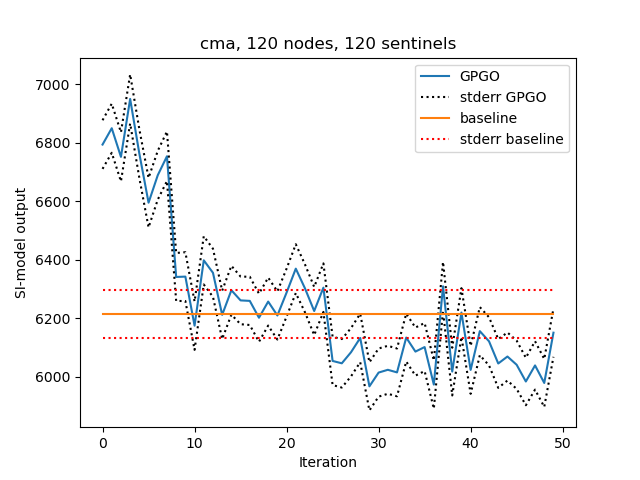 cma, 120 nodes, 120 sentinels
GPGO
stderr GPGO
baseline
stderr baseline
SI-model output
7000
6800
6600
6400
6200
6000
0 10 20 30 40 50
Iteration